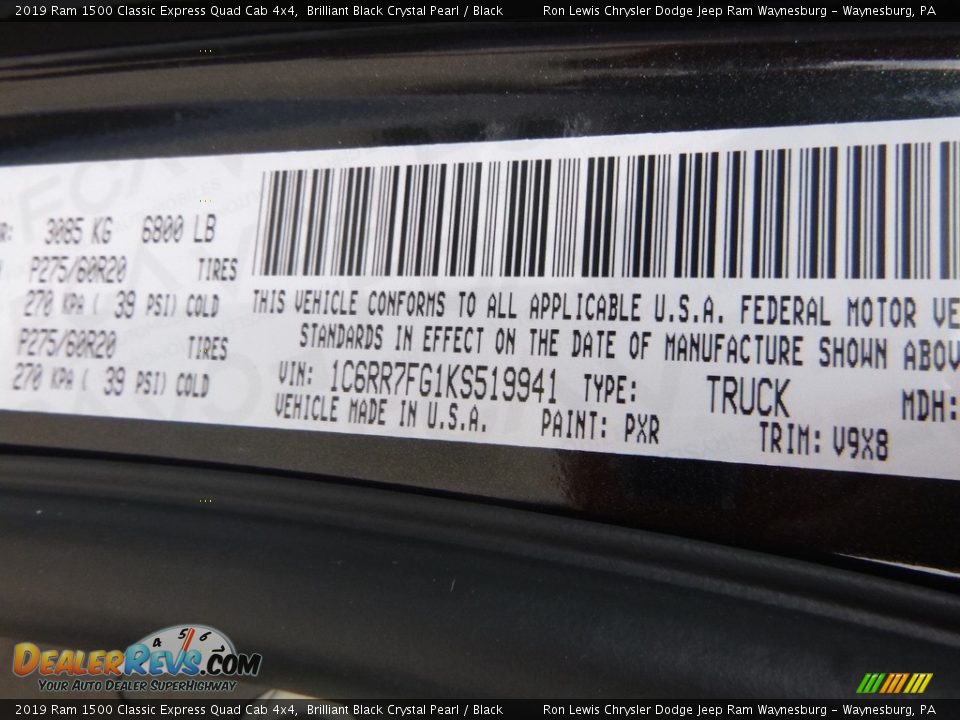 2019 Ram 1500 Classic Express Quad Cab 4x4, Brilliant Black Crystal Pearl / Black Ron Lewis Chrysler Dodge Jeep Ram Waynesburg - Waynesburg, PA
R: 3085 KG 6800 LB
P275/60R20 TIRES
270 KPA ( 39 PSI) COLD
P275/60R20 TIRES
270 KPA ( 39 PSI) COLD
THIS VEHICLE CONFORMS TO ALL APPLICABLE U.S.A. FEDERAL MOTOR VE
STANDARDS IN EFFECT ON THE DATE OF MANUFACTURE SHOWN ABOV
VIN: 1C6RR7FG1KS519941 TYPE: TRUCK MDH:
VEHICLE MADE IN U.S.A. PAINT: PXR TRIM: V9X8
4 5 6
DEALERREVS.COM
YOUR AUTO DEALER SUPERHIGHWAY
2019 Ram 1500 Classic Express Quad Cab 4x4, Brilliant Black Crystal Pearl / Black Ron Lewis Chrysler Dodge Jeep Ram Waynesburg - Waynesburg, PA